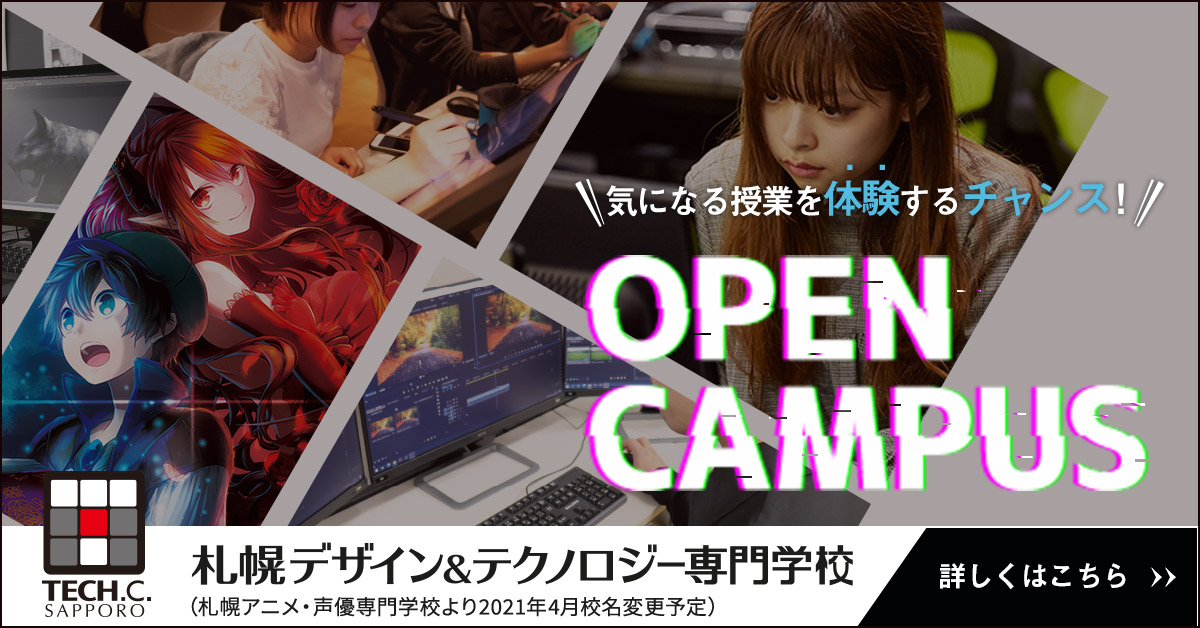 気になる授業を体験するチャンス!
OPEN
CAMPUS
TECH.C.
SAPPORO
札幌デザイン&テクノロジー専門学校
(札幌アニメ・声優専門学校より2021年4月校名変更予定)
詳しくはこちら